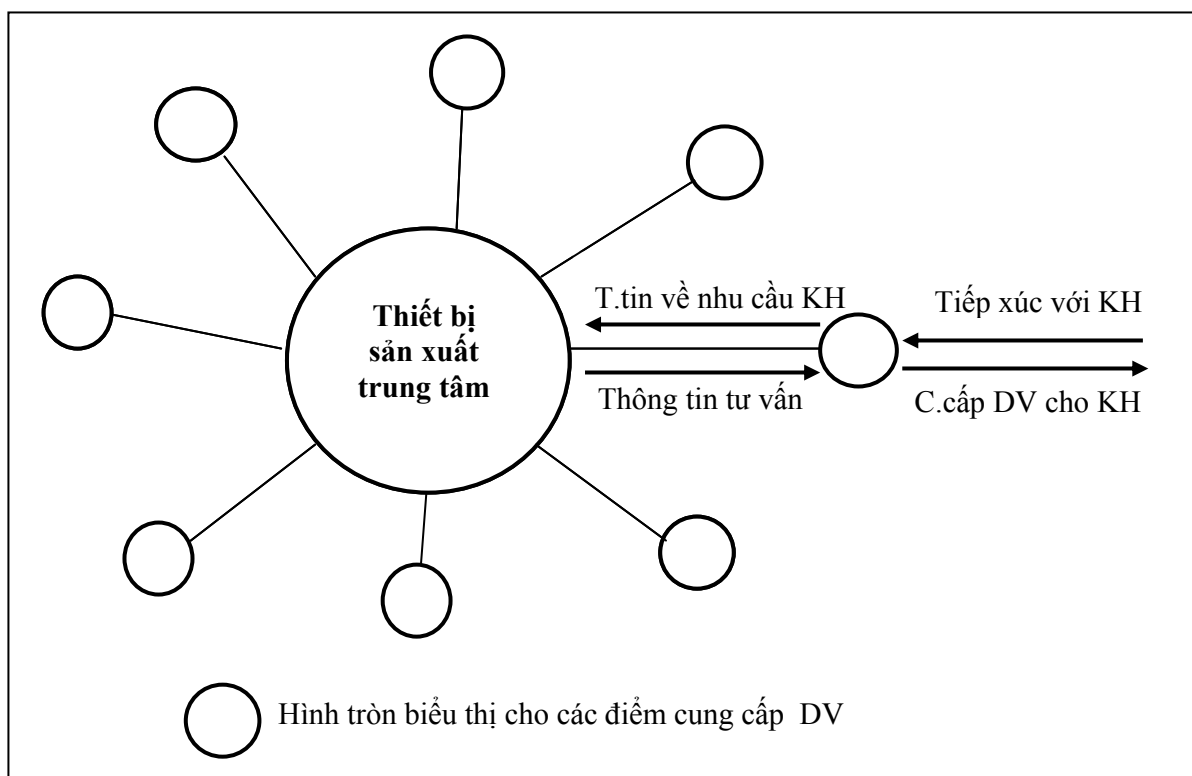 T.tin về nhu cầu KH
Tiếp xúc với KH
Thiết bị
sản xuất
trung tâm
Thông tin tư vấn
C.cấp DV cho KH
Hình tròn biểu thị cho các điểm cung cấp DV